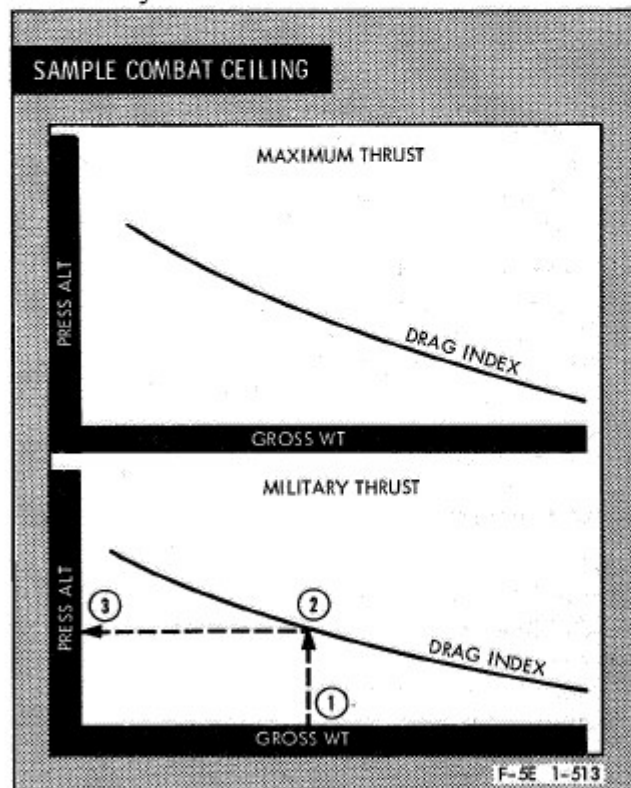 SAMPLE COMBAT CEILING
MAXIMUM THRUST
PRESS ALT
DRAG INDEX
GROSS WT
MILITARY THRUST
PRESS ALT
3
2
DRAG INDEX
1
GROSS WT
F-5E 1-513